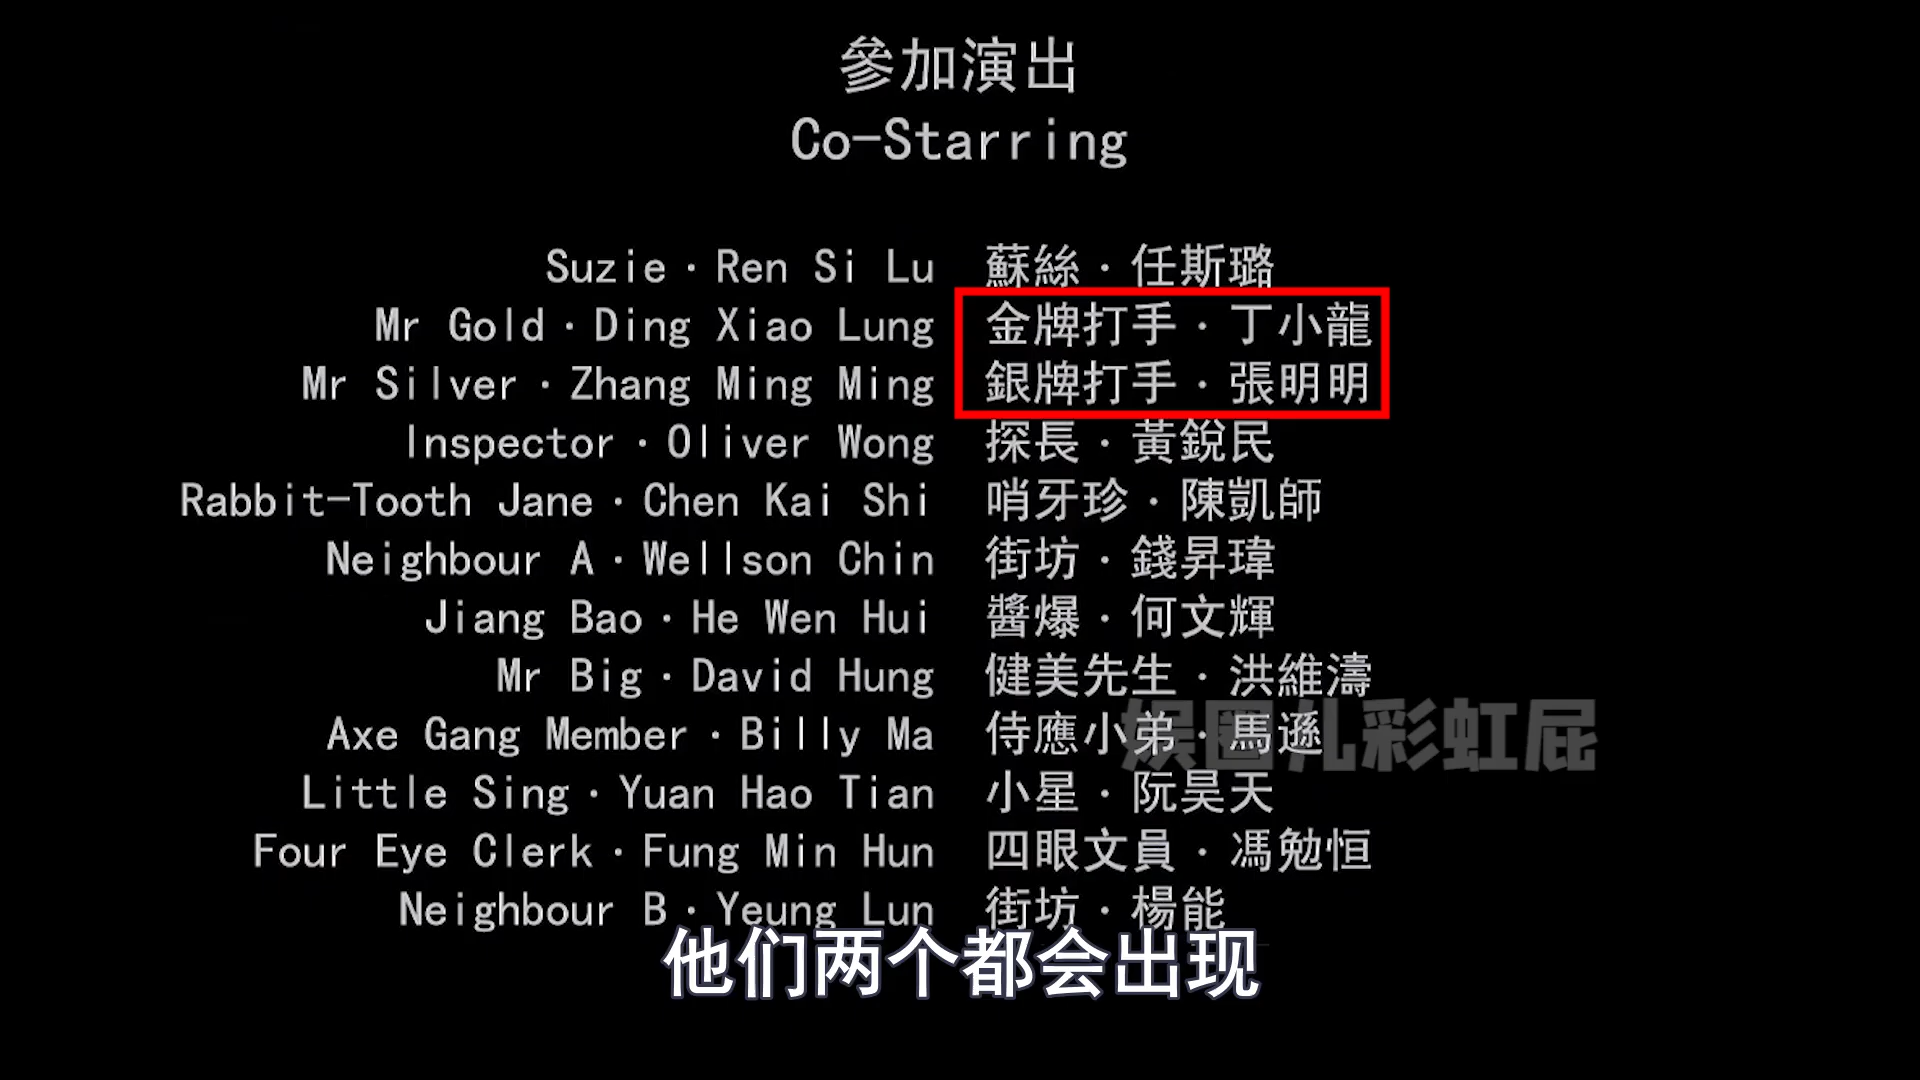 參加演出
Co-Starring
Suzie·Ren Si Lu 蘇絲·任斯璐
Mr Gold·Ding Xiao Lung 金牌打手·丁小龍
Mr Silver·Zhang Ming Ming 銀牌打手·張明明
Inspector·Oliver Wong 探長·黃銳民
Rabbit-Tooth Jane·Chen Kai Shi 哨牙珍·陳凱師
Neighbour A·Wellson Chin 街坊·錢昇瑋
Jiang Bao·He Wen Hui 醬爆·何文輝
Mr Big·David Hung 健美先生·洪維濤
Axe Gang Member·Billy Ma 侍應小弟·馬遜
娱圈儿彩虹屁
Little Sing·Yuan Hao Tian 小星·阮昊天
Four Eye Clerk·Fung Min Hun 四眼文員·馮勉恒
Neighbour B·Yeung Lun 街坊·楊能
他们两个都会出现